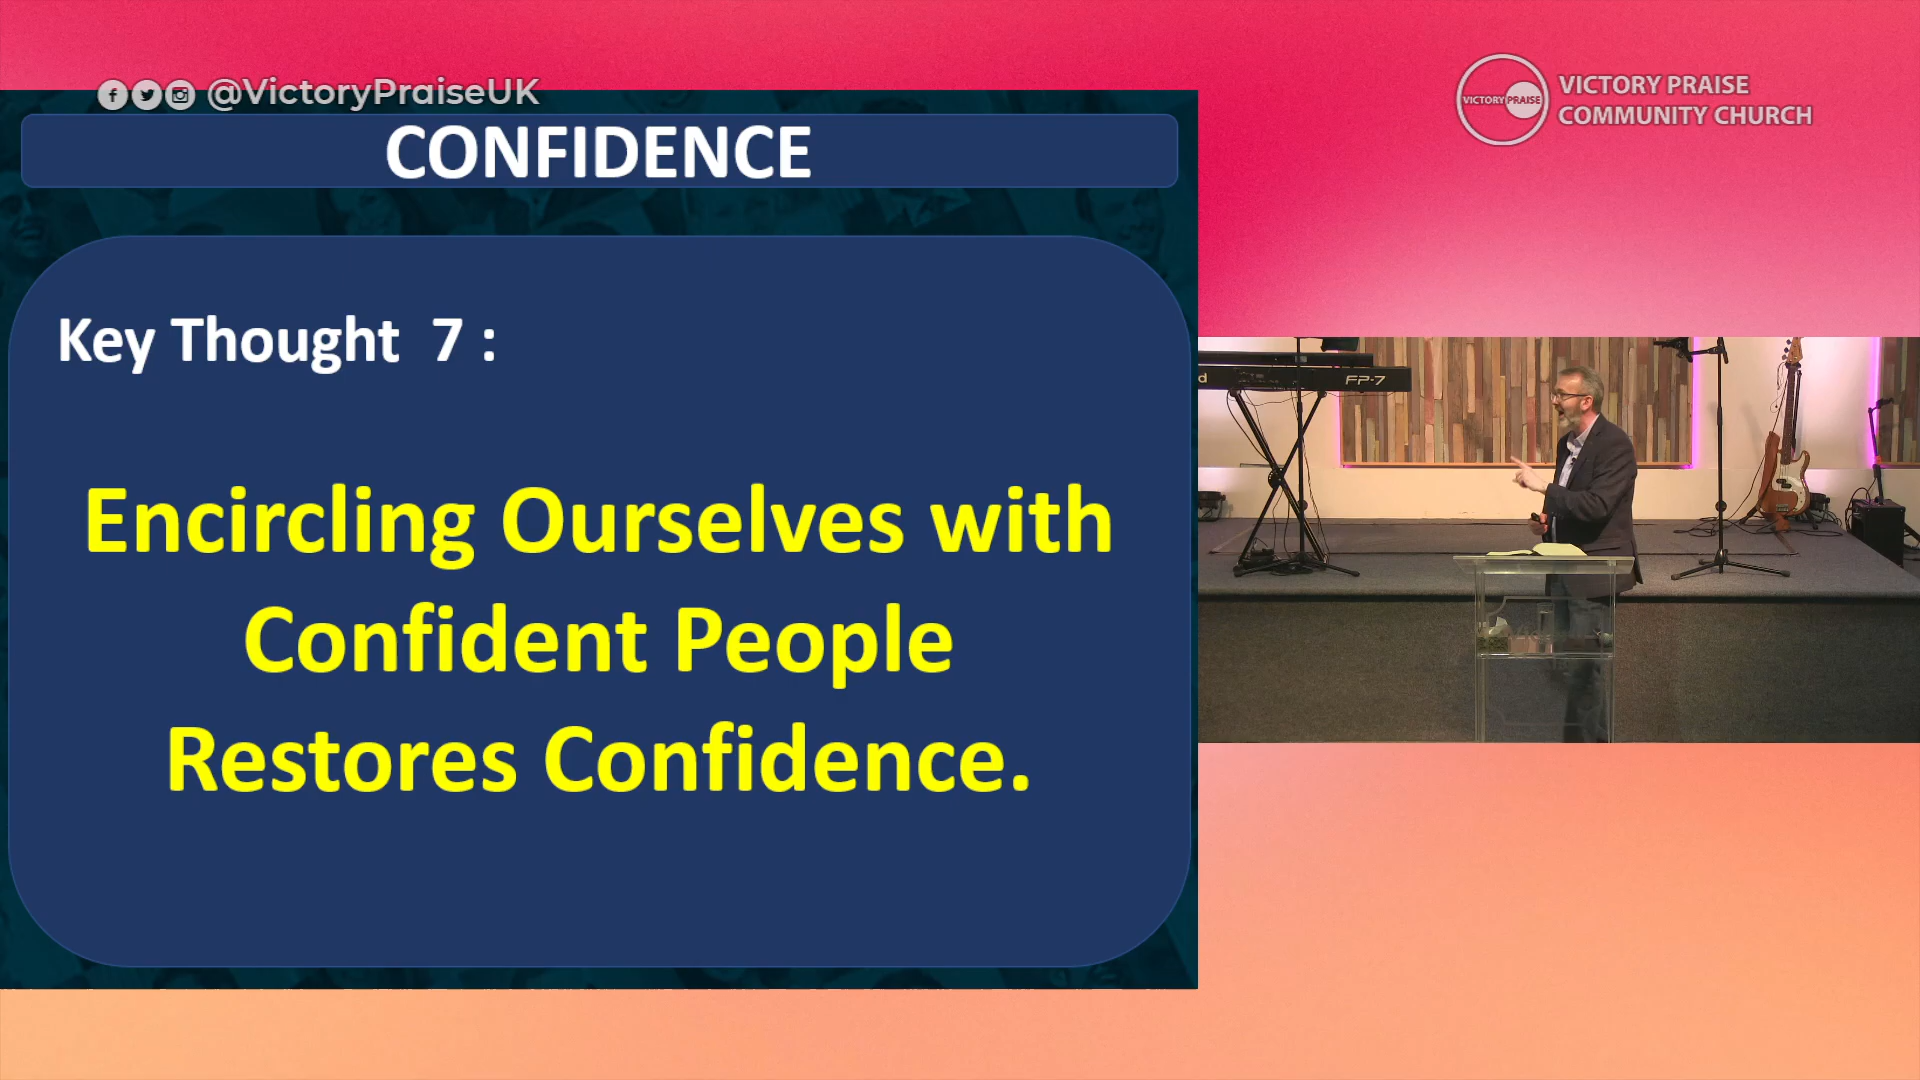 @VictoryPraiseUK
VICTORY PRAISE
VICTORY PRAISE
COMMUNITY CHURCH
CONFIDENCE
Key Thought 7 :
Encircling Ourselves with
Confident People
Restores Confidence.
FP-7